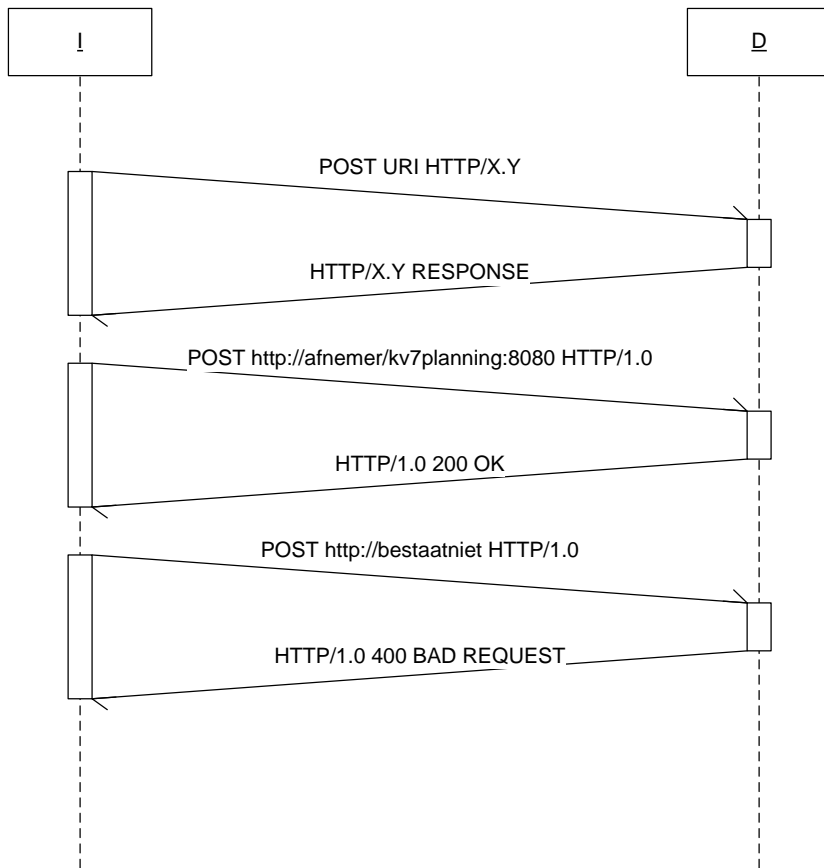 I
D
POST URI HTTP/X.Y
HTTP/X.Y RESPONSE
POST http://afnemer/kv7planning:8080 HTTP/1.0
HTTP/1.0 200 OK
POST http://bestaatniet HTTP/1.0
HTTP/1.0 400 BAD REQUEST